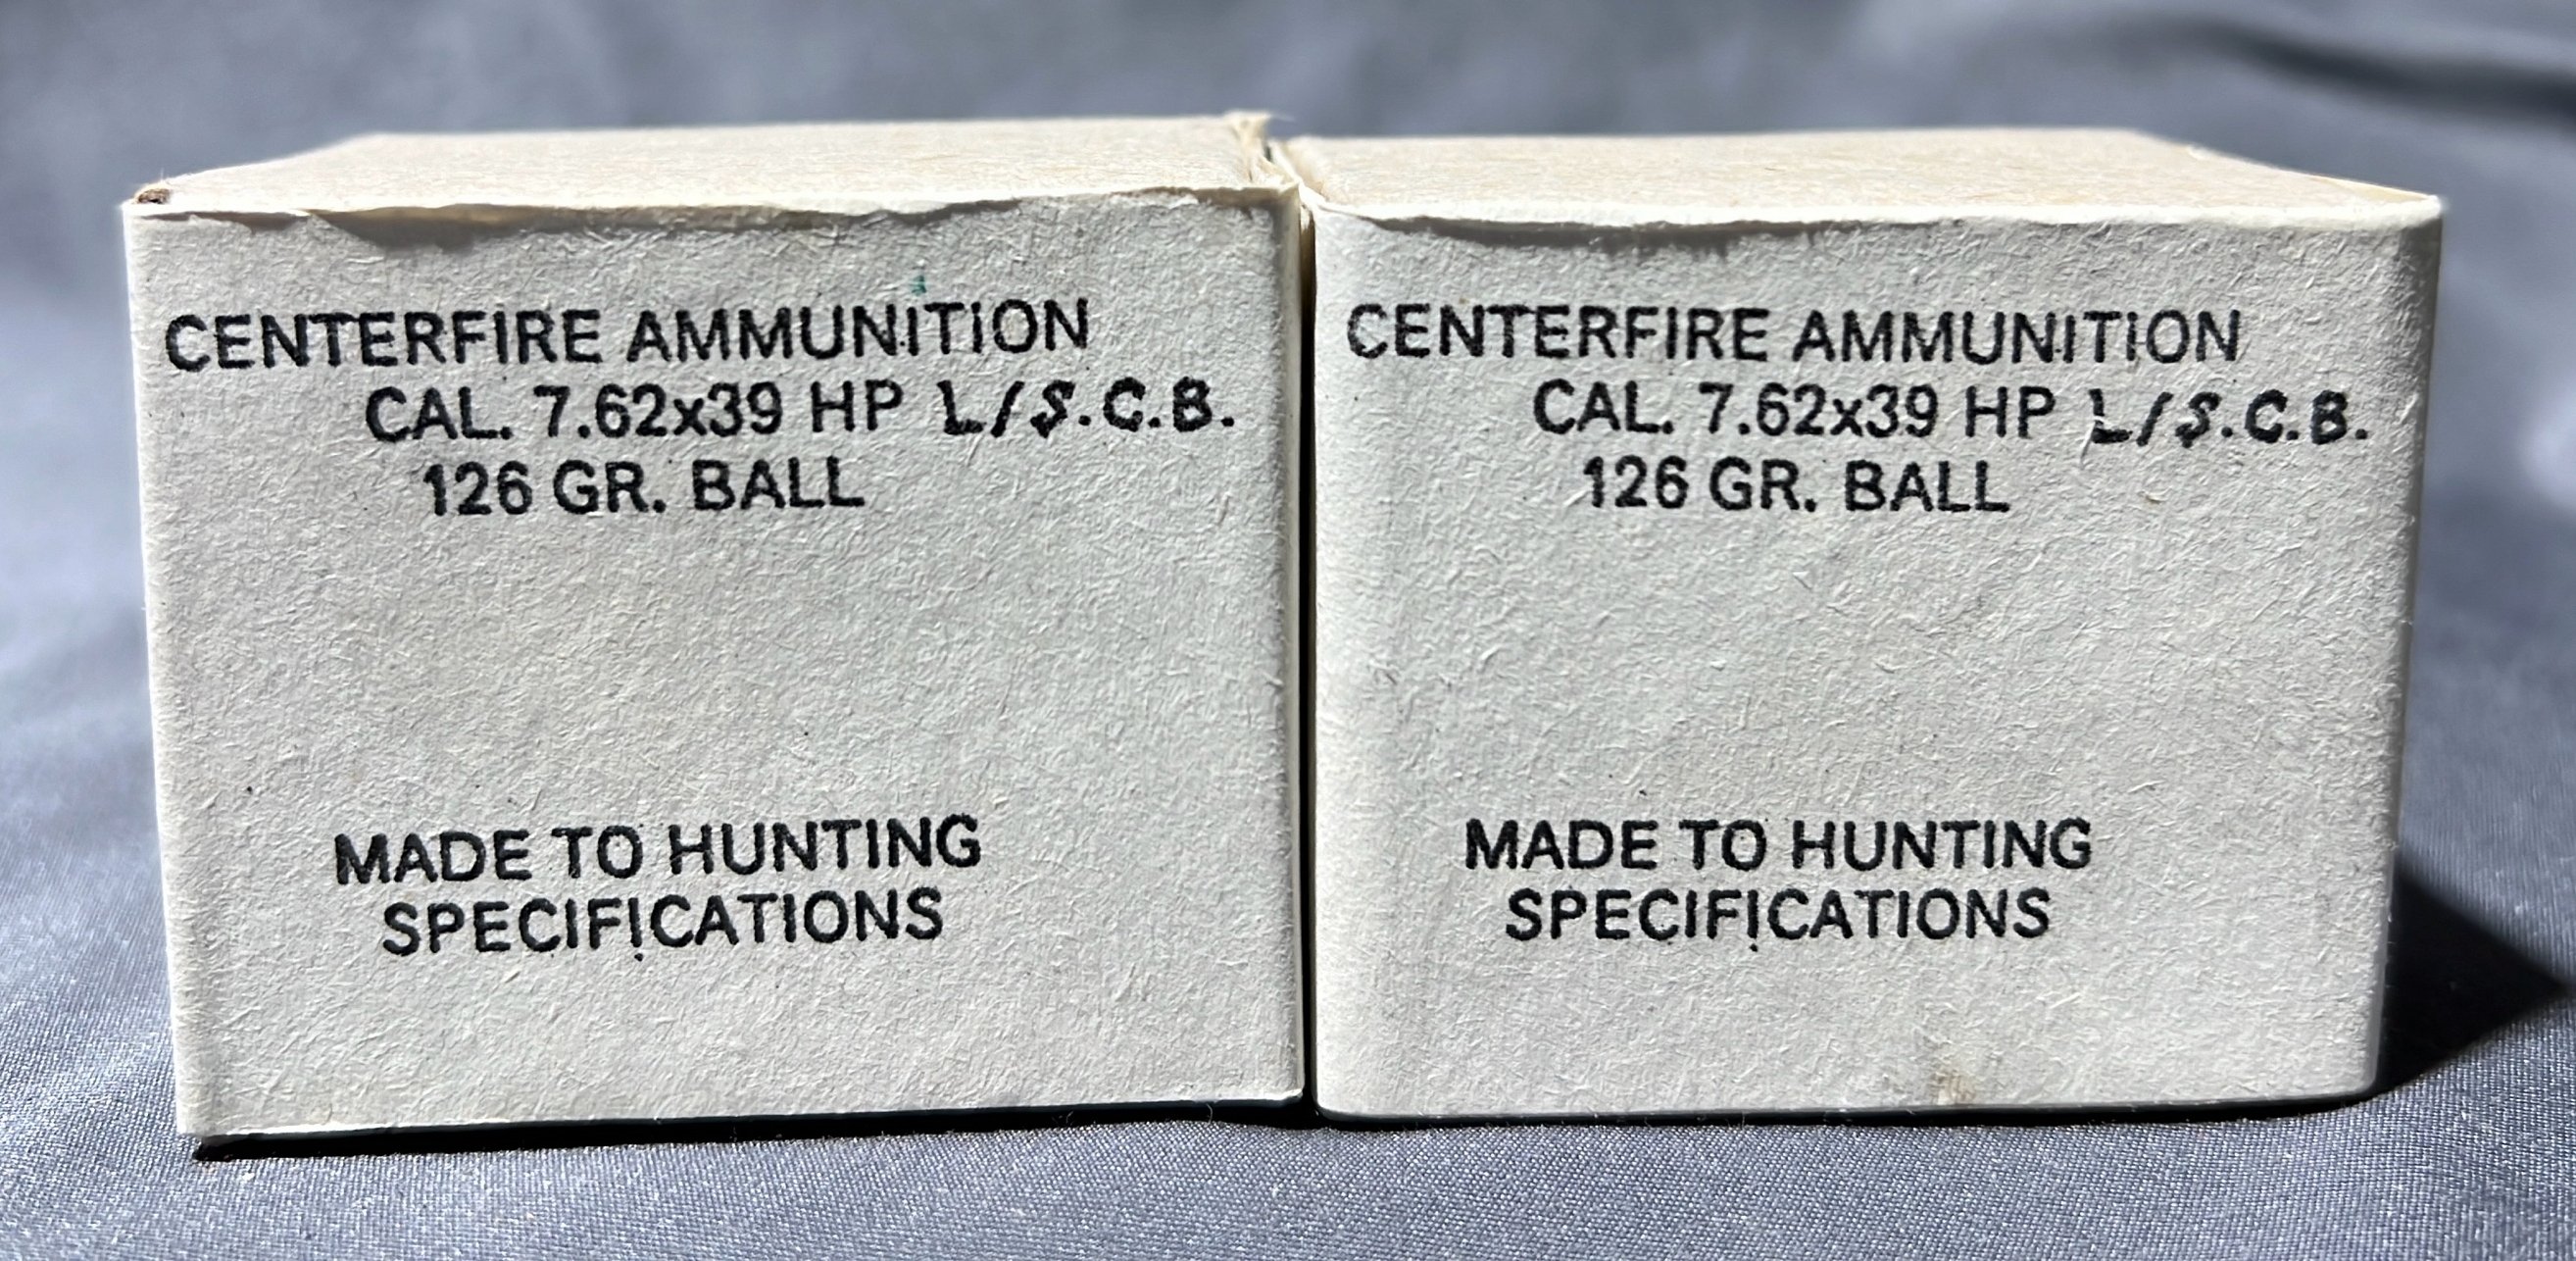 CENTERFIRE AMMUNITION
CAL. 7.62x39 HP L/S.C.B.
126 GR. BALL
MADE TO HUNTING
SPECIFICATIONS
CENTERFIRE AMMUNITION
CAL. 7.62x39 HP L/S.C.B.
126 GR. BALL
MADE TO HUNTING
SPECIFICATIONS